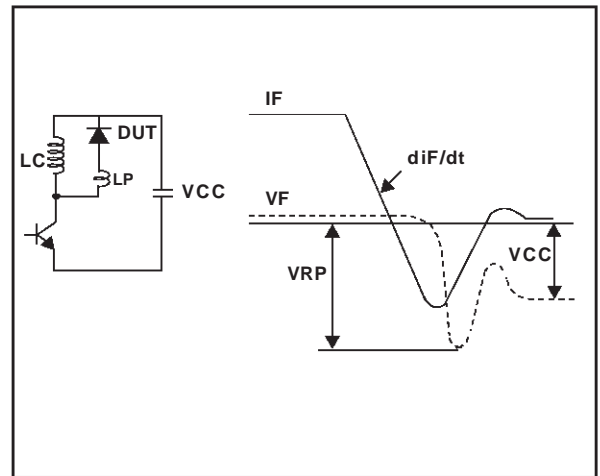 LC
DUT
LP
VCC
IF
diF/dt
VF
VRP
VCC